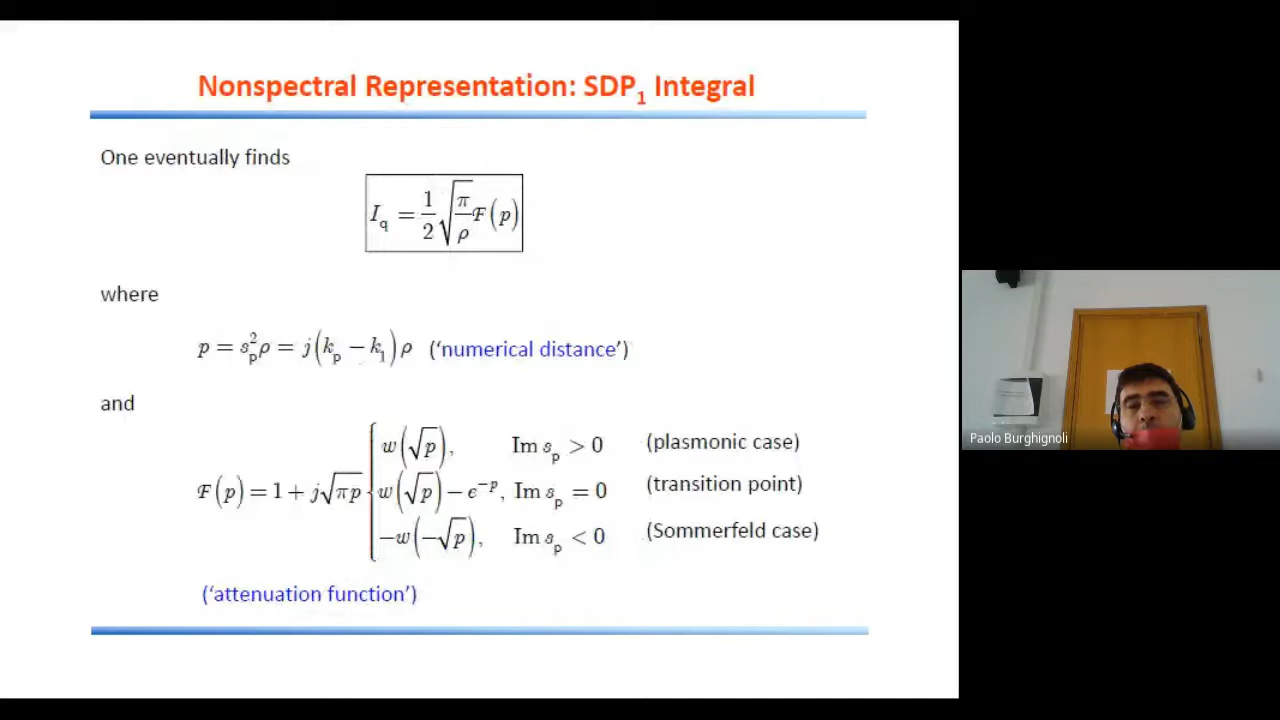 Nonspectral Representation: SDP₁ Integral
One eventually finds
I_q = 1/2 √(π/ρ) ℱ(p)
where
p = s_p² ρ = j(k_p − k_1)ρ ('numerical distance')
and
ℱ(p) = 1 + j√(πp) { w(√p), Im s_p > 0 (plasmonic case)
w(√p) − e^{−p}, Im s_p = 0 (transition point)
−w(−√p), Im s_p < 0 (Sommerfeld case)
('attenuation function')
Paolo Burghignoli